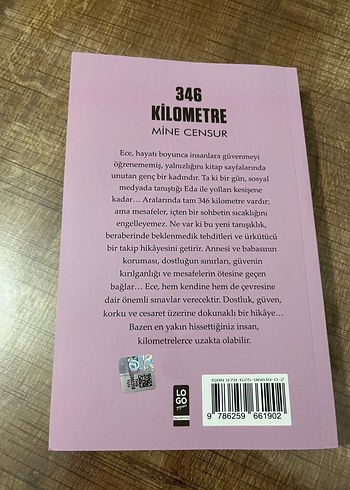 346
KİLOMETRE
MİNE CENSUR
Ece, hayatı boyunca insanlara güvenmeyi
öğrenememiş, yalnızlığını kitap sayfalarında
unutan genç bir kadındır. Ta ki bir gün, sosyal
medyada tanıştığı Eda ile yolları kesişene
kadar... Aralarında tam 346 kilometre vardır;
ama mesafeler, içten bir sohbetin sıcaklığını
engelleyemez. Ne var ki bu yeni tanışıklık,
beraberinde beklenmedik tehditleri ve ürkütücü
bir takip hikâyesini getirir. Annesi ve babasının
koruması, dostluğun sınırları, güvenin
kırılganlığı ve mesafelerin ötesine geçen
bağlar... Ece, hem kendine hem de çevresine
dair önemli sınavlar verecektir. Dostluk, güven,
korku ve cesaret üzerine dokunaklı bir hikâye...
Bazen en yakın hissettiğiniz insan,
kilometrelerce uzakta olabilir.
LO
GO
9 786259 661902